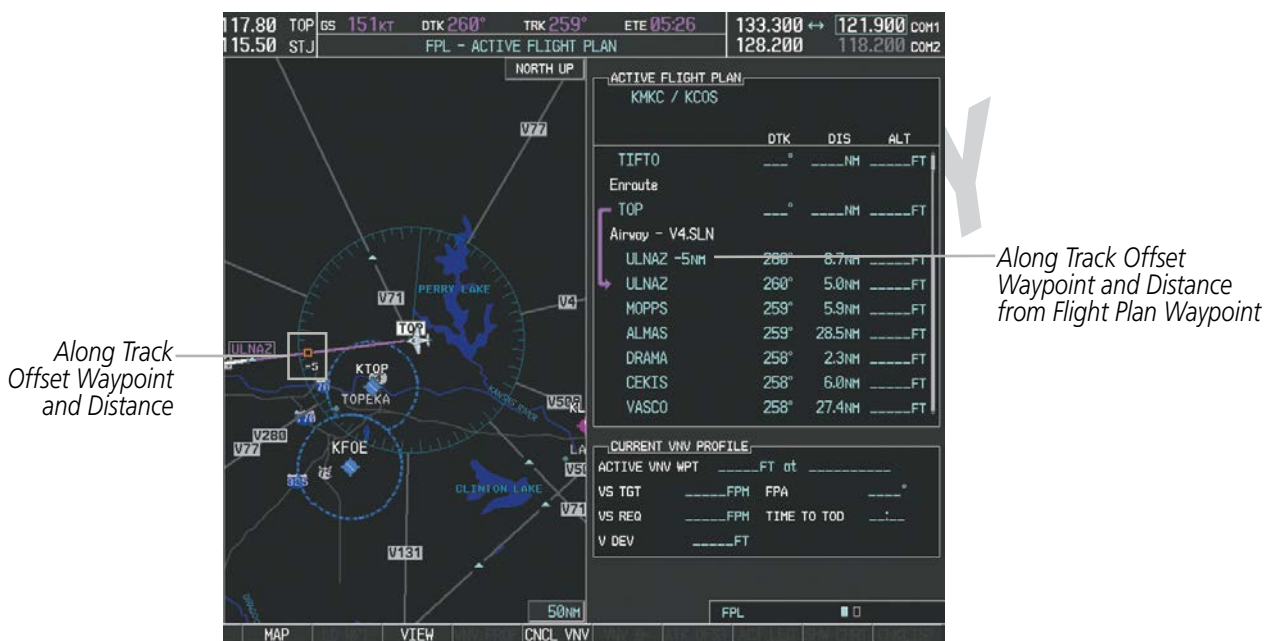 117.80 TOP GS 151KT DTK 260° TRK 259° ETE 05:26 133.300 ↔ 121.900 COM1
115.50 STJ FPL - ACTIVE FLIGHT PLAN 128.200 118.200 COM2
NORTH UP
V77
V71
PERRY LAKE
V4
TOP
ULNAZ
-5
KTOP
TOPEKA
70
KANSAS RIVER
V508
KL
V280
V77
KFOE
LA
CLINTON LAKE
V71
V131
50NM
ACTIVE FLIGHT PLAN
KMKC / KCOS
DTK DIS ALT
TIFTO ___° ____NM _____FT
Enroute
TOP ___° ____NM _____FT
Airway - V4.SLN
ULNAZ -5NM 260° 8.7NM _____FT
ULNAZ 260° 5.0NM _____FT
MOPPS 259° 5.9NM _____FT
ALMAS 259° 28.5NM _____FT
DRAMA 258° 2.3NM _____FT
CEKIS 258° 6.0NM _____FT
VASCO 258° 27.4NM _____FT
CURRENT VNV PROFILE
ACTIVE VNV WPT _____FT at __________
VS TGT _____FPM FPA ____°
VS REQ _____FPM TIME TO TOD __:__
V DEV _____FT
FPL
MAP VIEW CNCL VNV
Along Track
Offset Waypoint
and Distance
Along Track Offset
Waypoint and Distance
from Flight Plan Waypoint
Y